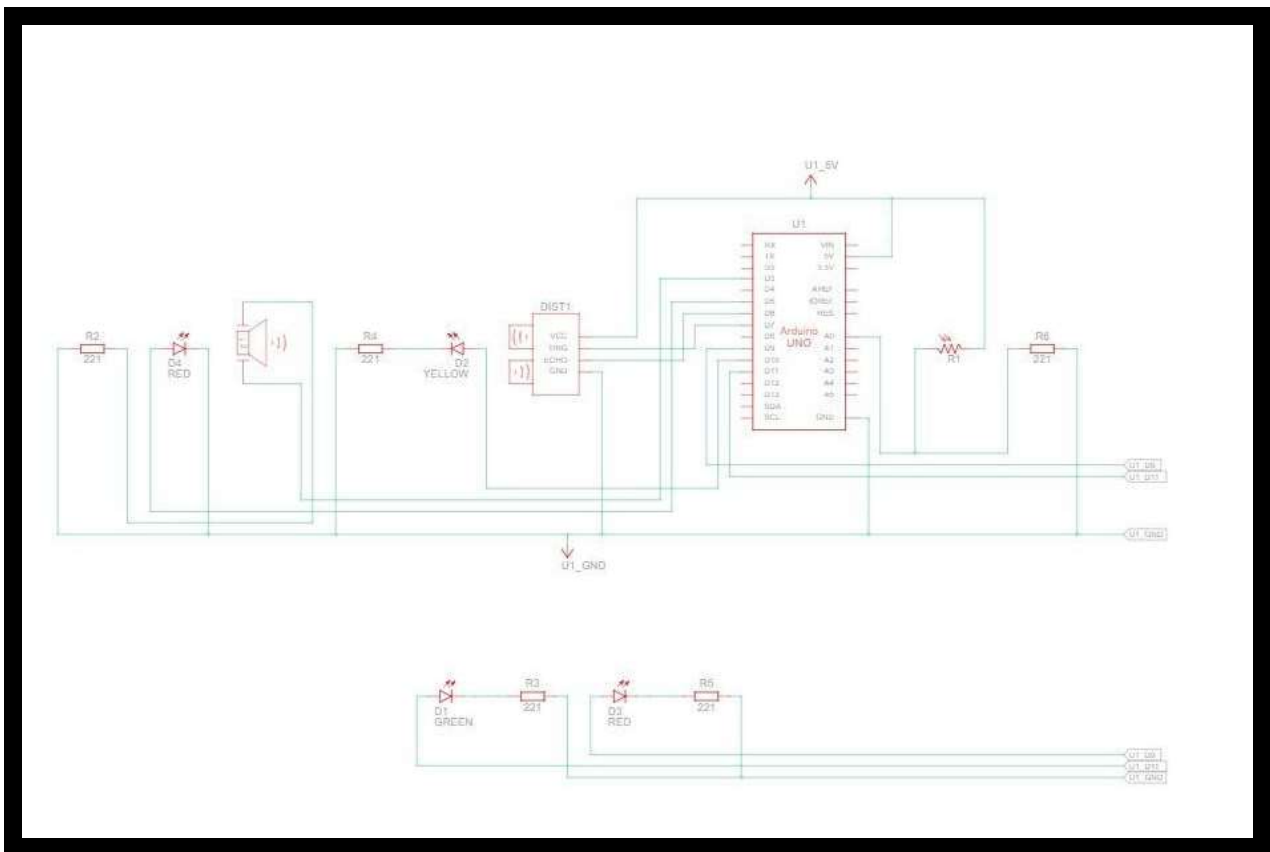 U1_5V
U1
RX
TX
D2
D3
D4
D5
D6
D7
D8
D9
D10
D11
D12
D13
SDA
SCL
VIN
5V
3.3V
AREF
IOREF
RES
A0
A1
A2
A3
A4
A5
GND
Arduino
UNO
DIST1
VCC
TRIG
ECHO
GND
R2
221
D4
RED
R4
221
D2
YELLOW
R1
R6
221
U1_D9
U1_D11
U1_GND
U1_GND
R3
221
D1
GREEN
R5
221
D3
RED
U1_D9
U1_D11
U1_GND